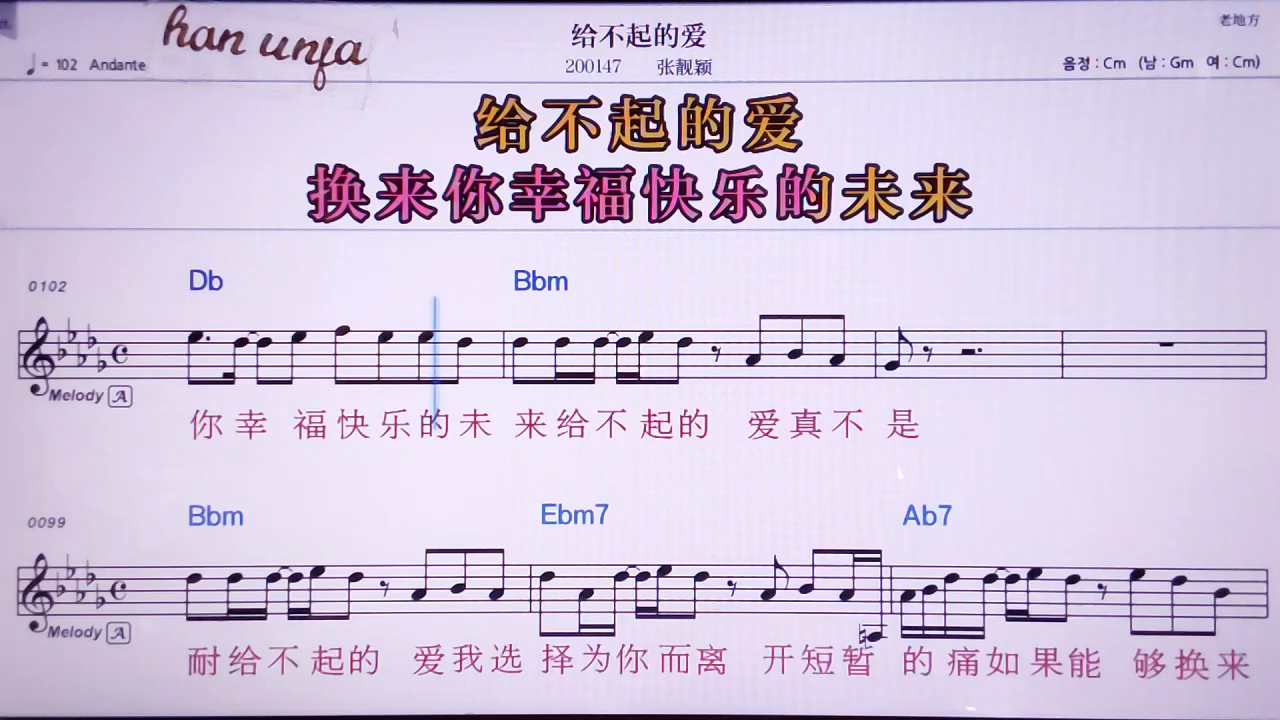 han unfa
给不起的爱
老地方
♩= 102 Andante
200147 张靓颖
음정 : Cm (남 : Gm 여 : Cm)
给不起的爱
换来你幸福快乐的未来
0102
Db Bbm
Melody A
你幸 福快乐的未 来给不起的 爱真不 是
0099
Bbm Ebm7 Ab7
Melody A
耐给不起的 爱我选择为你而离 开短暂 的痛如果能 够换来